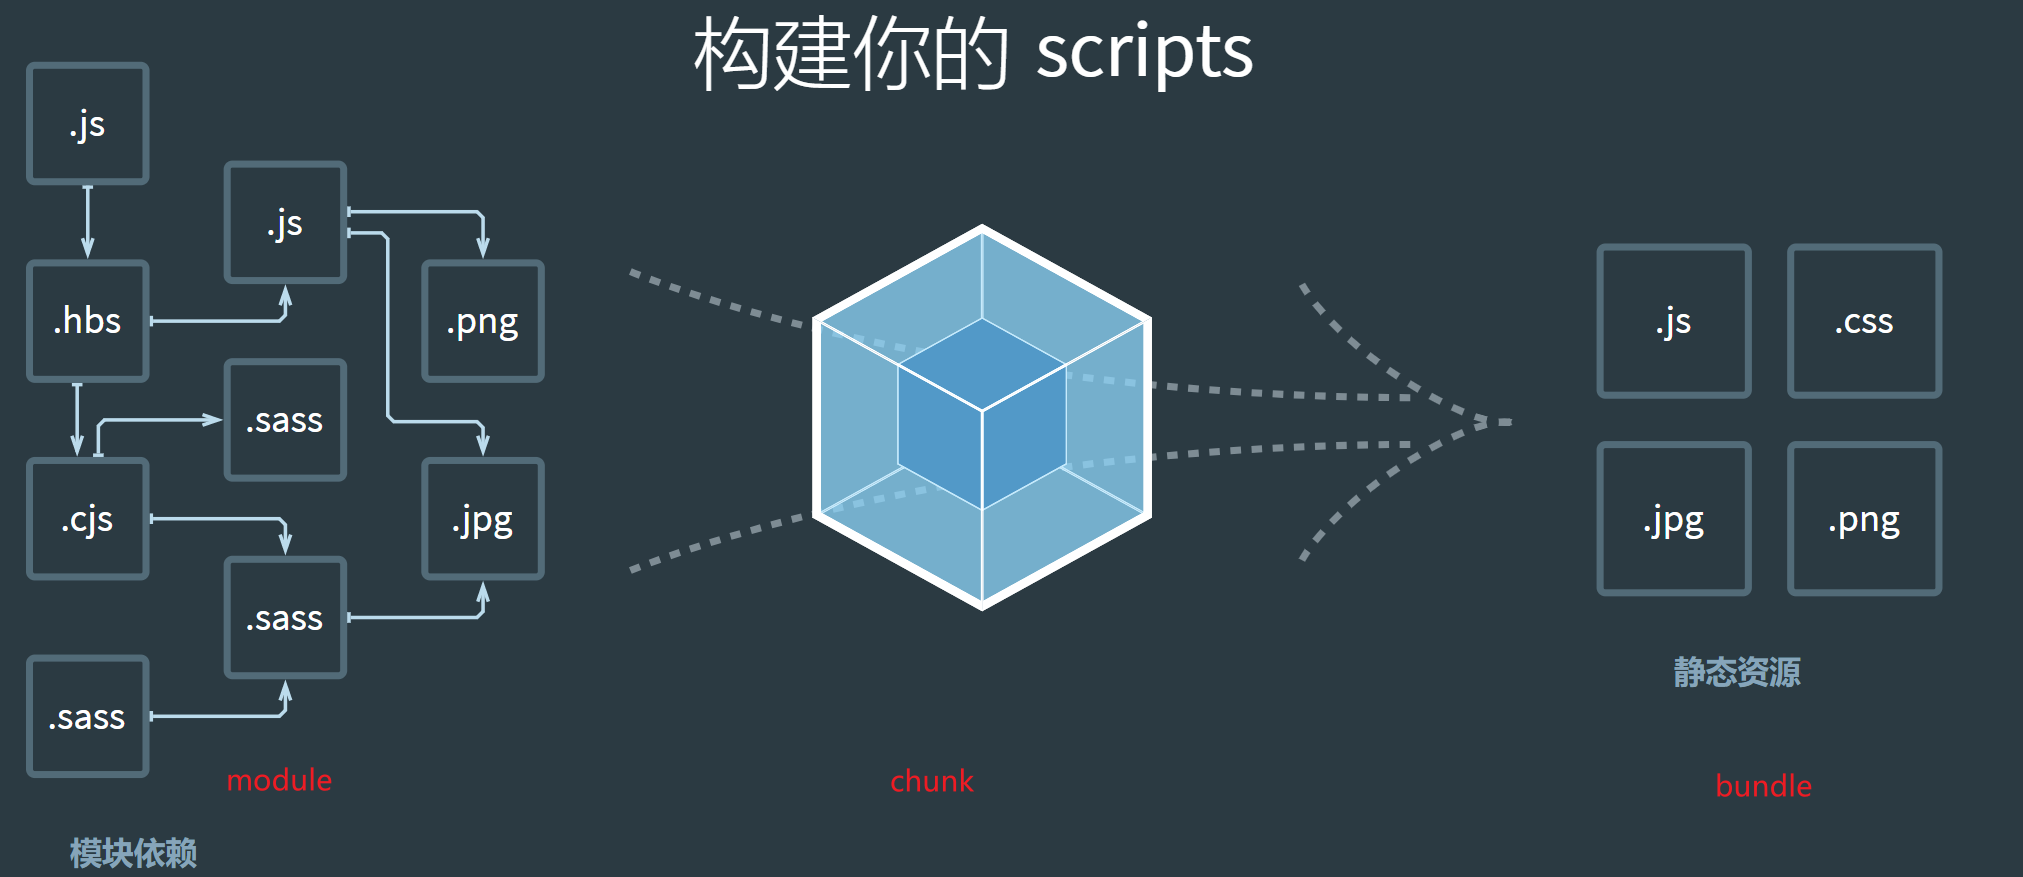 构建你的 scripts
.js
.js
.hbs
.png
.sass
.cjs
.jpg
.sass
.sass
module
模块依赖
chunk
.js
.css
.jpg
.png
静态资源
bundle